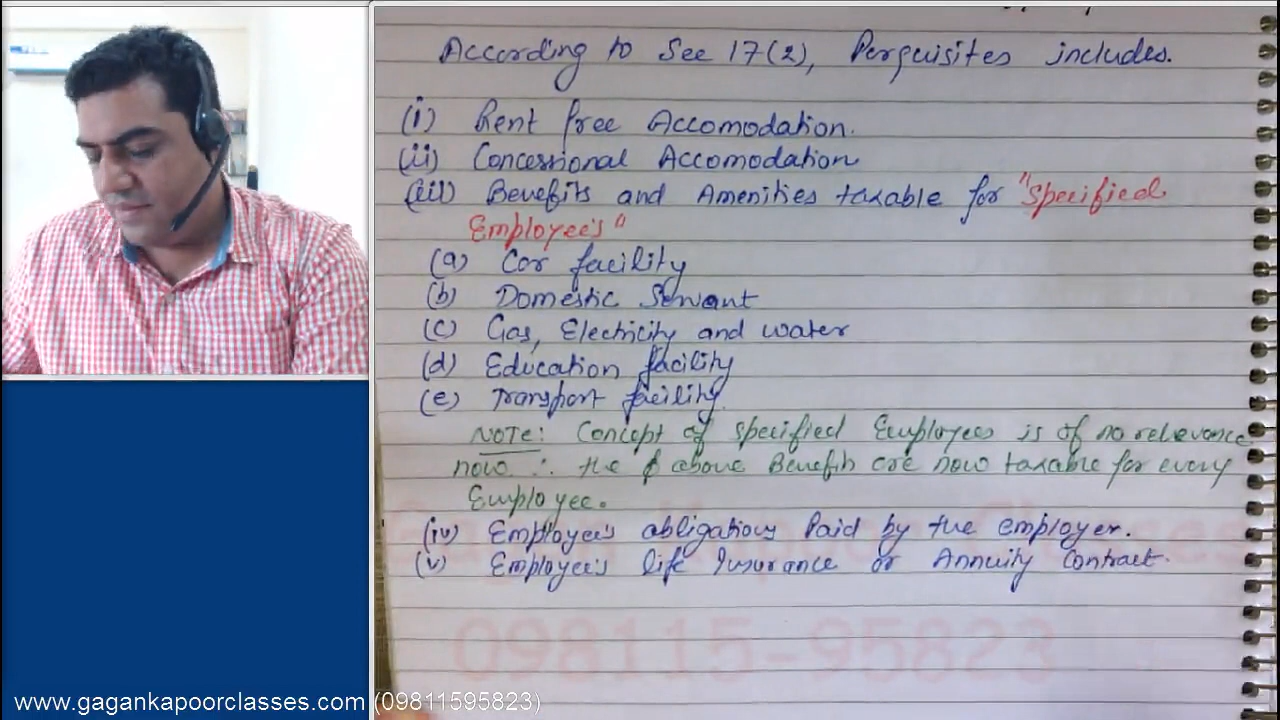 According to Sec 17(2), Perquisites includes.
(i) Rent free Accomodation.
(ii) Concessional Accomodation
(iii) Benefits and Amenities taxable for "Specified
Employee's"
(a) Car facility
(b) Domestic Servant
(c) Gas, Electricity and water
(d) Education facility
(e) Transport facility.
NOTE: Concept of specified Employees is of no relevance
now ∴ the above Benefits are now taxable for every
Employee.
(iv) Employee's obligations Paid by the employer.
(v) Employee's life Insurance or Annuity Contract.
098115-95823
www.gagankapoorclasses.com (09811595823)